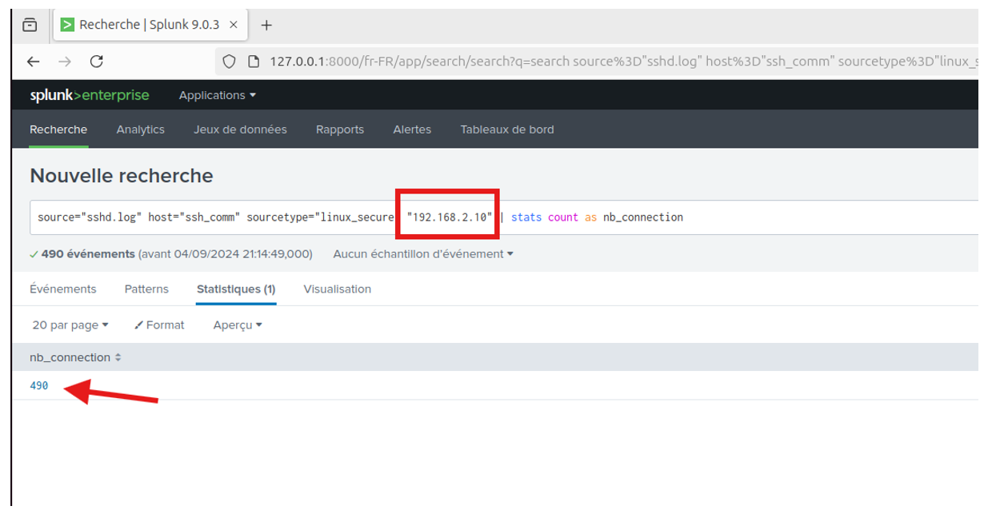 Recherche | Splunk 9.0.3
127.0.0.1:8000/fr-FR/app/search/search?q=search source%3D"sshd.log" host%3D"ssh_comm" sourcetype%3D"linux_s
splunk>enterprise Applications
Recherche Analytics Jeux de données Rapports Alertes Tableaux de bord
Nouvelle recherche
source="sshd.log" host="ssh_comm" sourcetype="linux_secure "192.168.2.10" | stats count as nb_connection
490 événements (avant 04/09/2024 21:14:49,000) Aucun échantillon d'événement
Événements Patterns Statistiques (1) Visualisation
20 par page Format Aperçu
nb_connection
490